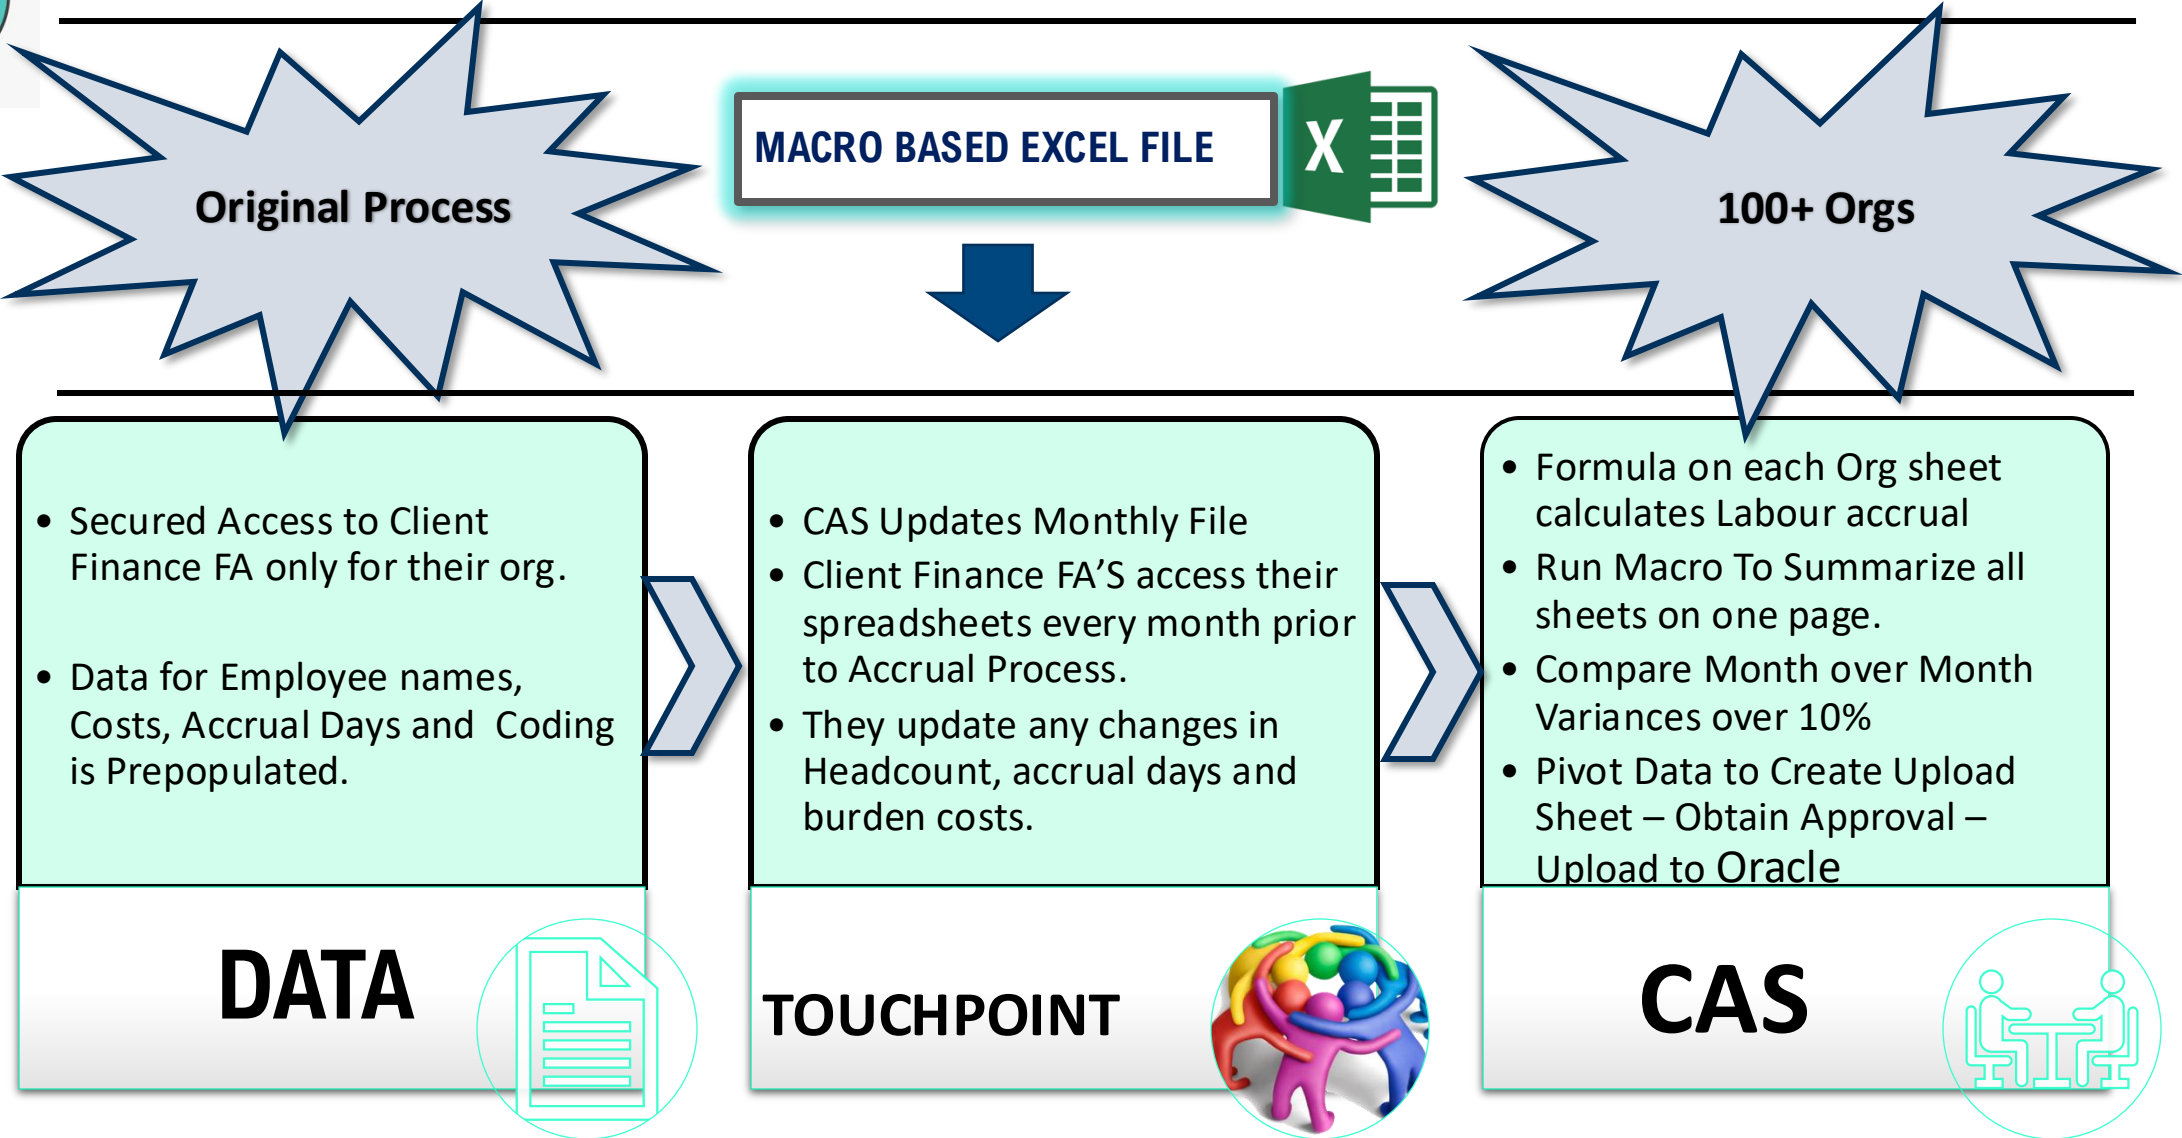 Original Process
MACRO BASED EXCEL FILE
X
100+ Orgs
• Secured Access to Client
Finance FA only for their org.
• Data for Employee names,
Costs, Accrual Days and Coding
is Prepopulated.
DATA
• CAS Updates Monthly File
• Client Finance FA'S access their
spreadsheets every month prior
to Accrual Process.
• They update any changes in
Headcount, accrual days and
burden costs.
TOUCHPOINT
• Formula on each Org sheet
calculates Labour accrual
• Run Macro To Summarize all
sheets on one page.
• Compare Month over Month
Variances over 10%
• Pivot Data to Create Upload
Sheet – Obtain Approval –
Upload to Oracle
CAS